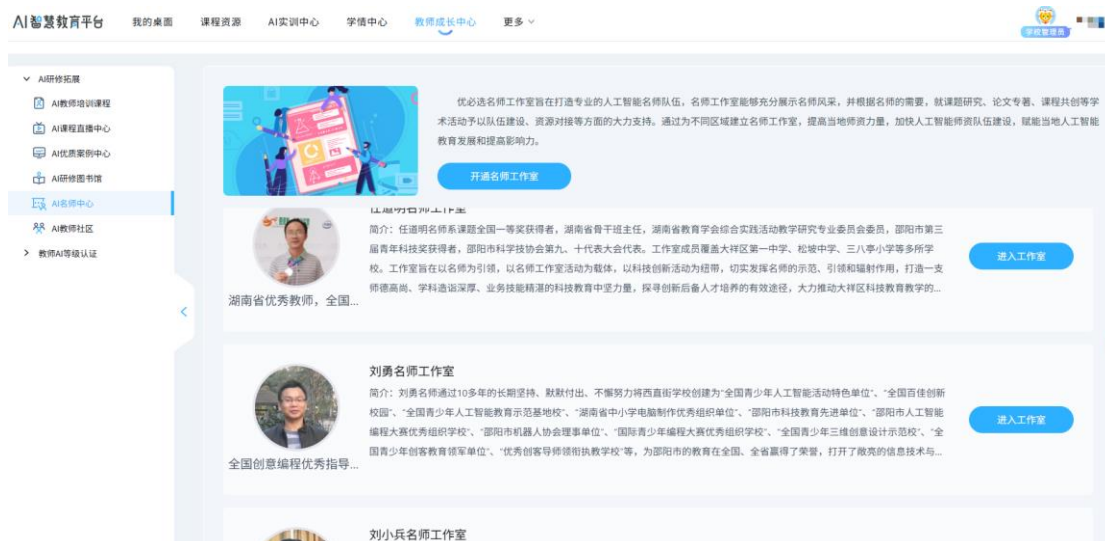 AI智慧教育平台
我的桌面
课程资源
AI实训中心
学情中心
教师成长中心
更多
学校管理员
AI研修拓展
AI教师培训课程
AI课程直播中心
AI优质案例中心
AI研修图书馆
AI名师中心
AI教师社区
教师AI等级认证
优必选名师工作室旨在打造专业的人工智能名师队伍，名师工作室能够充分展示名师风采，并根据名师的需要，就课题研究、论文专著、课程共创等学
术活动予以队伍建设、资源对接等方面的大力支持。通过为不同区域建立名师工作室，提高当地师资力量，加快人工智能师资队伍建设，赋能当地人工智能
教育发展和提高影响力。
开通名师工作室
任道明名师工作室
简介：任道明名师系课题全国一等奖获得者，湖南省骨干班主任，湖南省教育学会综合实践活动教学研究专业委员会委员，邵阳市第三
届青年科技奖获得者，邵阳市科学技协会第九、十代表大会代表。工作室成员覆盖大祥区第一中学、松坡中学、三八亭小学等多所学
校。工作室旨在以名师为引领，以名师工作室活动为载体，以科技创新活动为纽带，切实发挥名师的示范、引领和辐射作用，打造一支
师德高尚、学科造诣深厚、业务技能精湛的科技教育中坚力量，探寻创新后备人才培养的有效途径，大力推动大祥区科技教育教学的...
湖南省优秀教师，全国...
进入工作室
刘勇名师工作室
简介：刘勇名师通过10多年的长期坚持、默默付出、不懈努力将西直街学校创建为“全国青少年人工智能活动特色单位”、“全国百佳创新
校园”、“全国青少年人工智能教育示范基地校”、“湖南省中小学电脑制作优秀组织单位”、“邵阳市科技教育先进单位”、“邵阳市人工智能
编程大赛优秀组织学校”、“邵阳市机器人协会理事单位”、“国际青少年编程大赛优秀组织学校”、“全国青少年三维创意设计示范校”、“全
国青少年创客教育领军单位”、“优秀创客导师领衔执教学校”等，为邵阳市的教育在全国、全省赢得了荣誉，打开了敞亮的信息技术与...
全国创意编程优秀指导...
进入工作室
刘小兵名师工作室